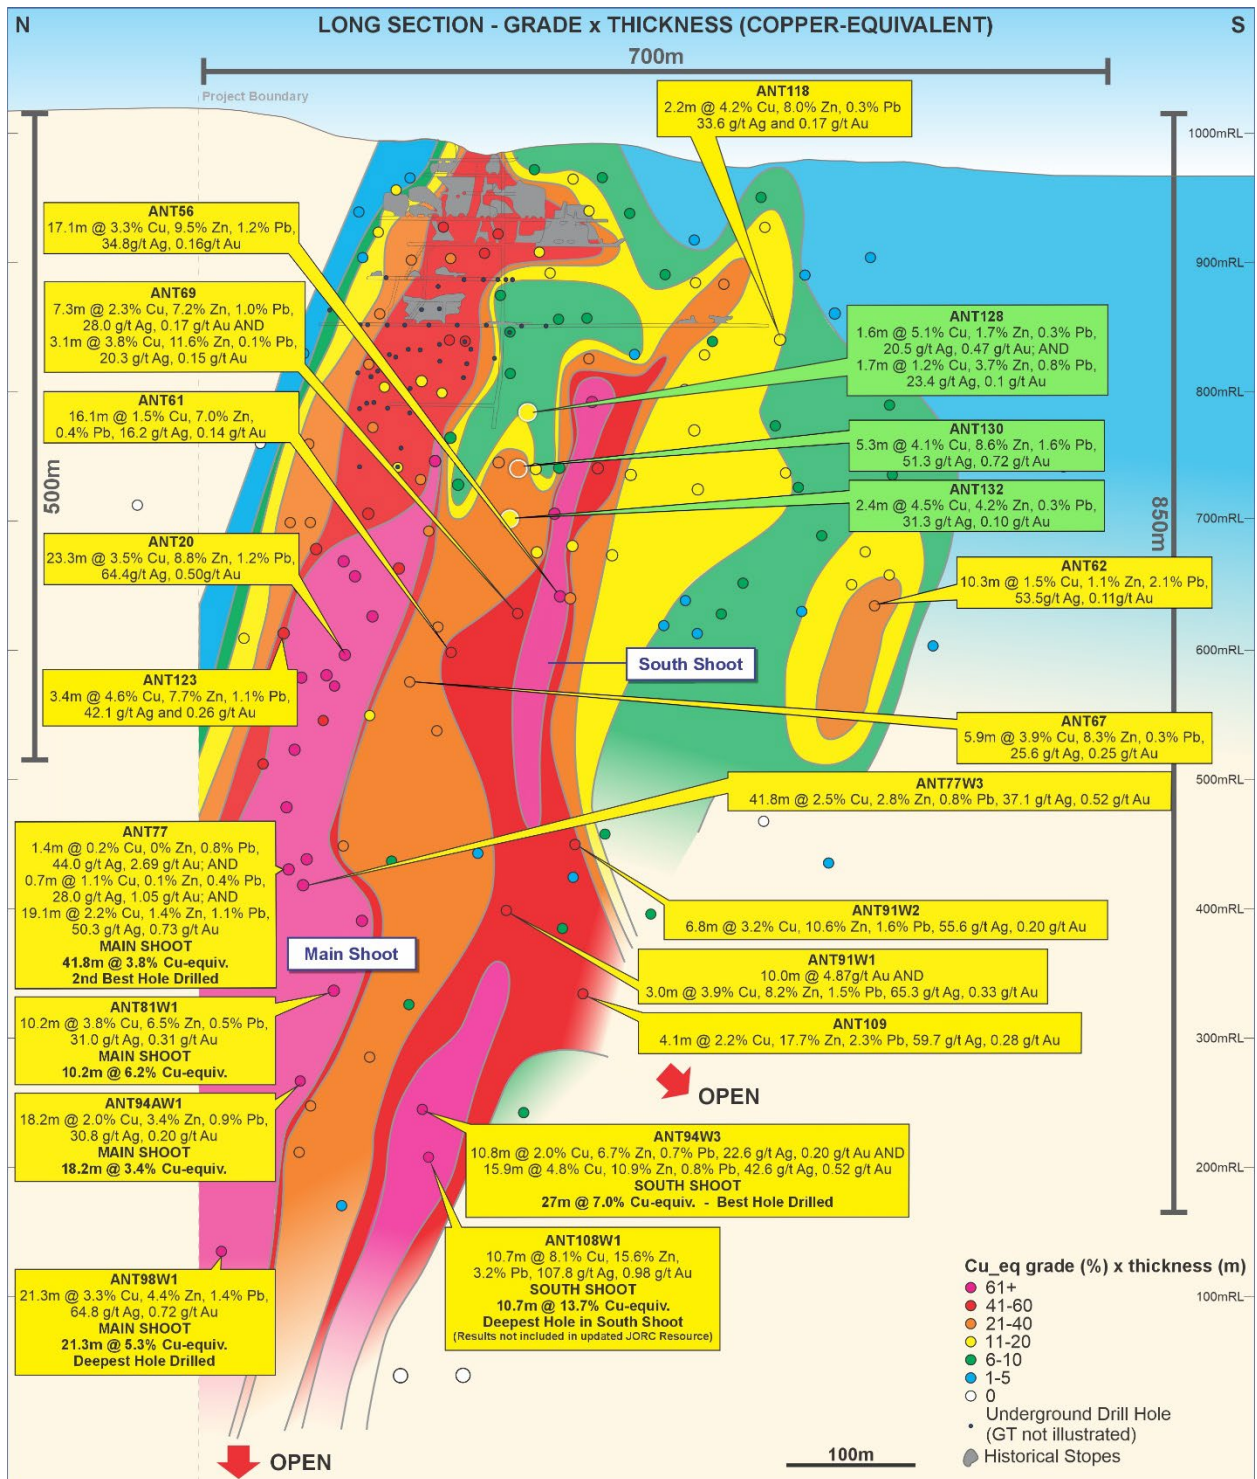 N
LONG SECTION - GRADE x THICKNESS (COPPER-EQUIVALENT)
S
700m
Project Boundary
ANT118
2.2m @ 4.2% Cu, 8.0% Zn, 0.3% Pb
33.6 g/t Ag and 0.17 g/t Au
1000mRL
900mRL
800mRL
700mRL
600mRL
500mRL
400mRL
300mRL
200mRL
100mRL
500m
850m
ANT56
17.1m @ 3.3% Cu, 9.5% Zn, 1.2% Pb,
34.8g/t Ag, 0.16g/t Au
ANT69
7.3m @ 2.3% Cu, 7.2% Zn, 1.0% Pb,
28.0 g/t Ag, 0.17 g/t Au AND
3.1m @ 3.8% Cu, 11.6% Zn, 0.1% Pb,
20.3 g/t Ag, 0.15 g/t Au
ANT128
1.6m @ 5.1% Cu, 1.7% Zn, 0.3% Pb,
20.5 g/t Ag, 0.47 g/t Au; AND
1.7m @ 1.2% Cu, 3.7% Zn, 0.8% Pb,
23.4 g/t Ag, 0.1 g/t Au
ANT61
16.1m @ 1.5% Cu, 7.0% Zn,
0.4% Pb, 16.2 g/t Ag, 0.14 g/t Au
ANT130
5.3m @ 4.1% Cu, 8.6% Zn, 1.6% Pb,
51.3 g/t Ag, 0.72 g/t Au
ANT132
2.4m @ 4.5% Cu, 4.2% Zn, 0.3% Pb,
31.3 g/t Ag, 0.10 g/t Au
ANT20
23.3m @ 3.5% Cu, 8.8% Zn, 1.2% Pb,
64.4g/t Ag, 0.50g/t Au
ANT62
10.3m @ 1.5% Cu, 1.1% Zn, 2.1% Pb,
53.5g/t Ag, 0.11g/t Au
South Shoot
ANT123
3.4m @ 4.6% Cu, 7.7% Zn, 1.1% Pb,
42.1 g/t Ag and 0.26 g/t Au
ANT67
5.9m @ 3.9% Cu, 8.3% Zn, 0.3% Pb,
25.6 g/t Ag, 0.25 g/t Au
ANT77W3
41.8m @ 2.5% Cu, 2.8% Zn, 0.8% Pb, 37.1 g/t Ag, 0.52 g/t Au
ANT77
1.4m @ 0.2% Cu, 0% Zn, 0.8% Pb,
44.0 g/t Ag, 2.69 g/t Au; AND
0.7m @ 1.1% Cu, 0.1% Zn, 0.4% Pb,
28.0 g/t Ag, 1.05 g/t Au; AND
19.1m @ 2.2% Cu, 1.4% Zn, 1.1% Pb,
50.3 g/t Ag, 0.73 g/t Au
MAIN SHOOT
41.8m @ 3.8% Cu-equiv.
2nd Best Hole Drilled
Main Shoot
ANT91W2
6.8m @ 3.2% Cu, 10.6% Zn, 1.6% Pb, 55.6 g/t Ag, 0.20 g/t Au
ANT91W1
10.0m @ 4.87g/t Au AND
3.0m @ 3.9% Cu, 8.2% Zn, 1.5% Pb, 65.3 g/t Ag, 0.33 g/t Au
ANT109
4.1m @ 2.2% Cu, 17.7% Zn, 2.3% Pb, 59.7 g/t Ag, 0.28 g/t Au
ANT81W1
10.2m @ 3.8% Cu, 6.5% Zn, 0.5% Pb,
31.0 g/t Ag, 0.31 g/t Au
MAIN SHOOT
10.2m @ 6.2% Cu-equiv.
OPEN
ANT94AW1
18.2m @ 2.0% Cu, 3.4% Zn, 0.9% Pb,
30.8 g/t Ag, 0.20 g/t Au
MAIN SHOOT
18.2m @ 3.4% Cu-equiv.
ANT94W3
10.8m @ 2.0% Cu, 6.7% Zn, 0.7% Pb, 22.6 g/t Ag, 0.20 g/t Au AND
15.9m @ 4.8% Cu, 10.9% Zn, 0.8% Pb, 42.6 g/t Ag, 0.52 g/t Au
SOUTH SHOOT
27m @ 7.0% Cu-equiv. - Best Hole Drilled
ANT108W1
10.7m @ 8.1% Cu, 15.6% Zn,
3.2% Pb, 107.8 g/t Ag, 0.98 g/t Au
SOUTH SHOOT
10.7m @ 13.7% Cu-equiv.
Deepest Hole in South Shoot
(Results not included in updated JORC Resource)
ANT98W1
21.3m @ 3.3% Cu, 4.4% Zn, 1.4% Pb,
64.8 g/t Ag, 0.72 g/t Au
MAIN SHOOT
21.3m @ 5.3% Cu-equiv.
Deepest Hole Drilled
Cu_eq grade (%) x thickness (m)
61+
41-60
21-40
11-20
6-10
1-5
0
Underground Drill Hole
(GT not illustrated)
Historical Stopes
100m
OPEN